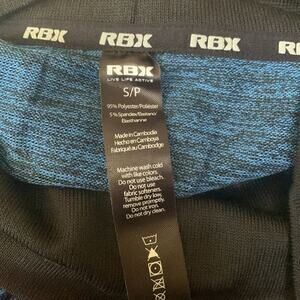 RBX RBX RBX RBX
RBX
LIVE LIFE ACTIVE
S/P
95% Polyester/Poliéster
5% Spandex/Elastano/
Elasthanne
Made in Cambodia
Hecho en Camboya
Fabriqué au Cambodge
Machine wash cold
with like colors.
Do not use bleach.
Do not use
fabric softeners.
Tumble dry low,
remove promptly.
Do not iron.
Do not dry clean.